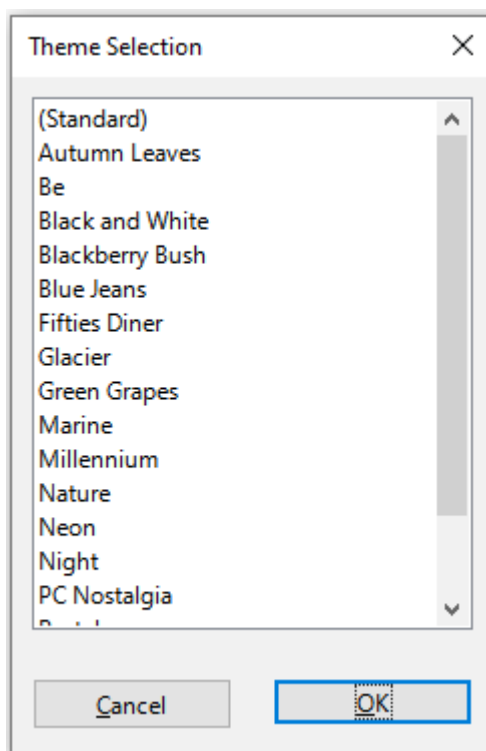 Theme Selection
(Standard)
Autumn Leaves
Be
Black and White
Blackberry Bush
Blue Jeans
Fifties Diner
Glacier
Green Grapes
Marine
Millennium
Nature
Neon
Night
PC Nostalgia
Cancel
OK